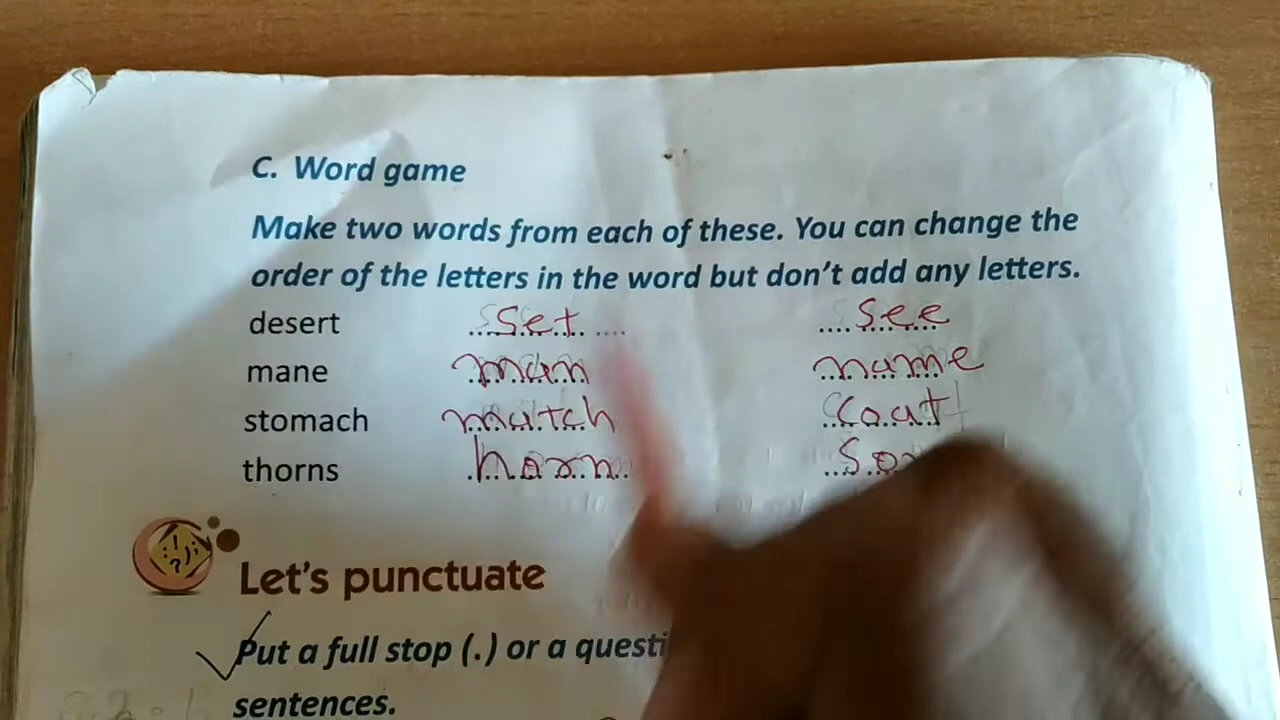 C. Word game
Make two words from each of these. You can change the
order of the letters in the word but don't add any letters.
desert set see
mane man name
stomach match coat
thorns horn
Let's punctuate
Put a full stop (.) or a
sentences.